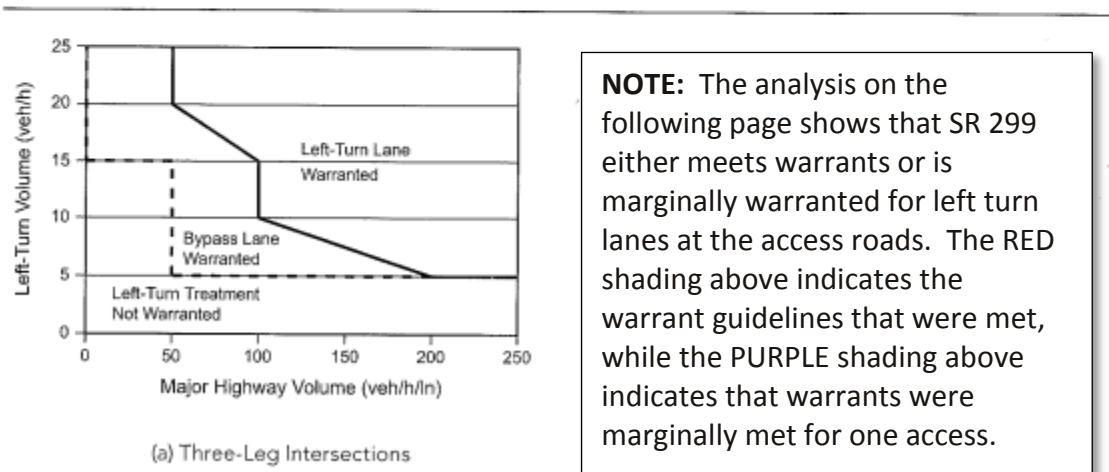 25
20
15
10
5
0
Left-Turn Volume (veh/h)
Left-Turn Lane
Warranted
Bypass Lane
Warranted
Left-Turn Treatment
Not Warranted
0 50 100 150 200 250
Major Highway Volume (veh/h/ln)
(a) Three-Leg Intersections
NOTE: The analysis on the
following page shows that SR 299
either meets warrants or is
marginally warranted for left turn
lanes at the access roads. The RED
shading above indicates the
warrant guidelines that were met,
while the PURPLE shading above
indicates that warrants were
marginally met for one access.